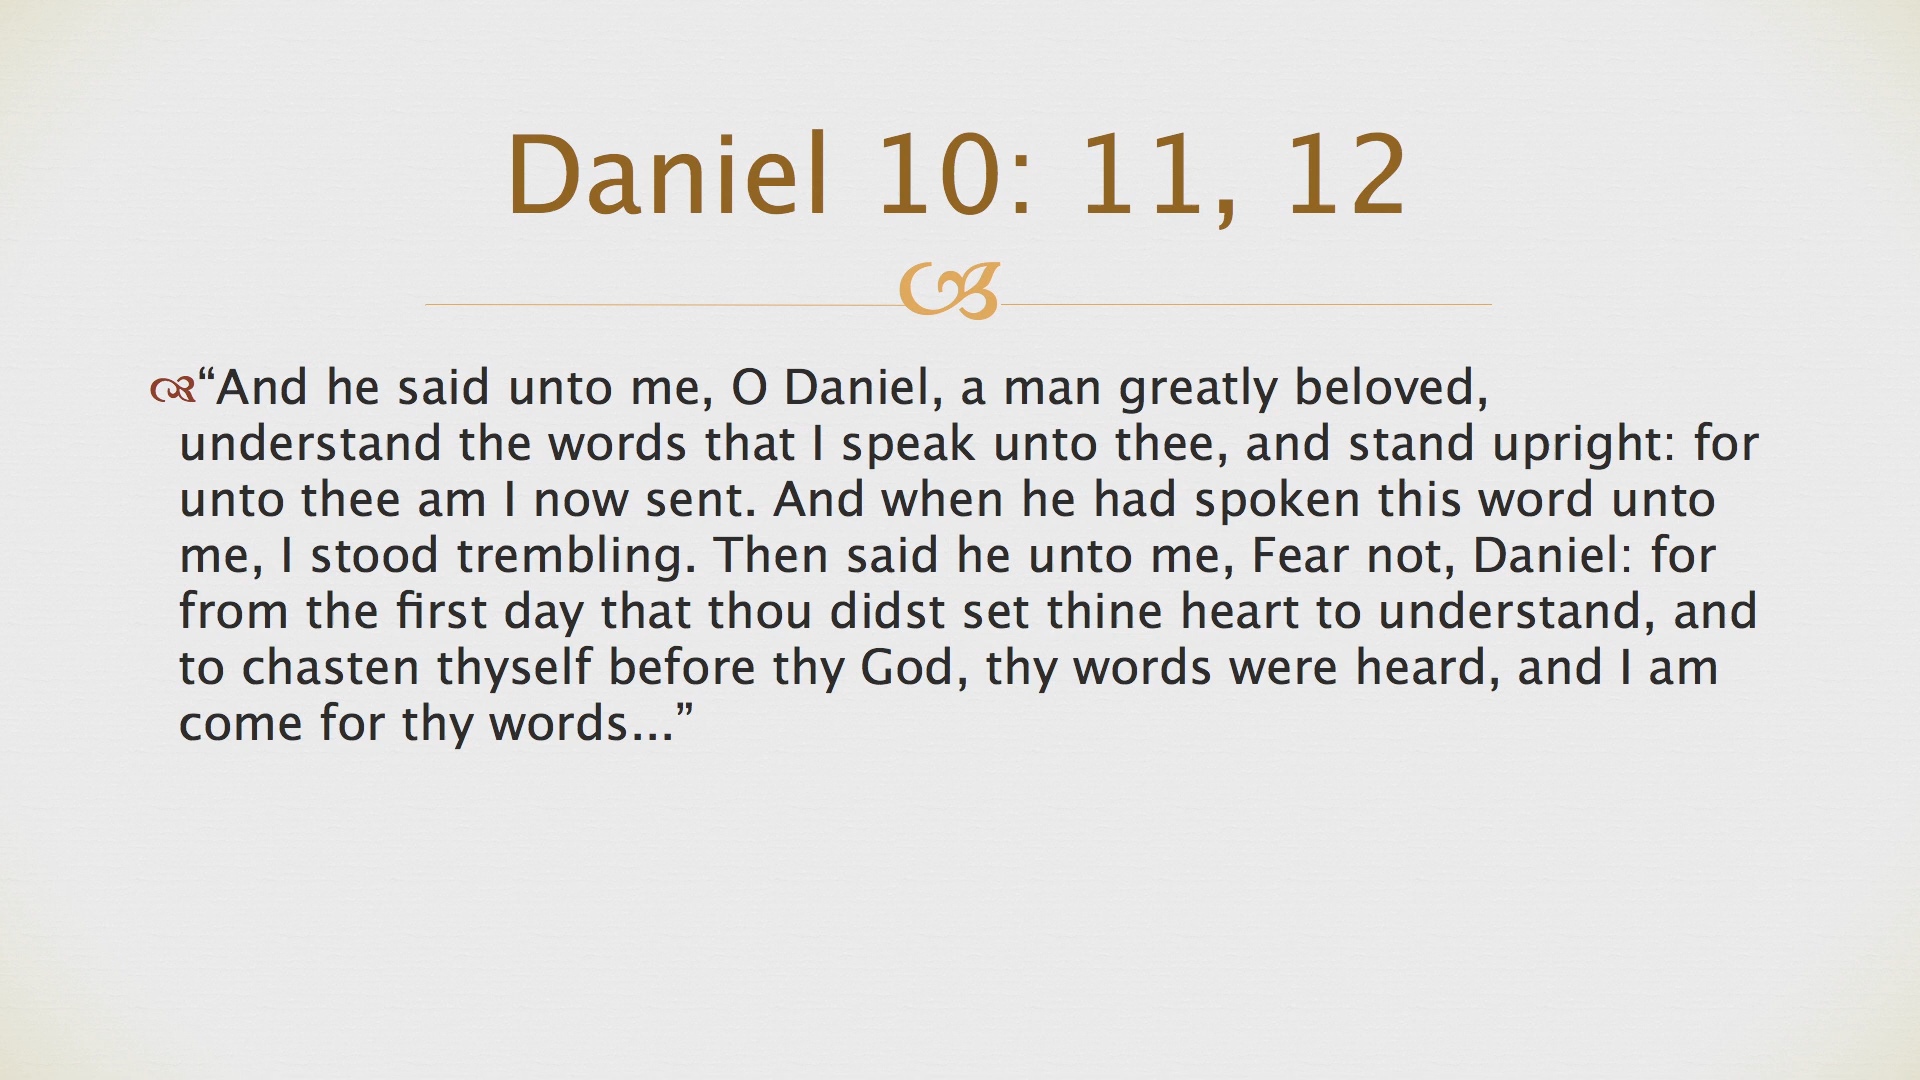 Daniel 10: 11, 12
“And he said unto me, O Daniel, a man greatly beloved,
understand the words that I speak unto thee, and stand upright: for
unto thee am I now sent. And when he had spoken this word unto
me, I stood trembling. Then said he unto me, Fear not, Daniel: for
from the first day that thou didst set thine heart to understand, and
to chasten thyself before thy God, thy words were heard, and I am
come for thy words...”